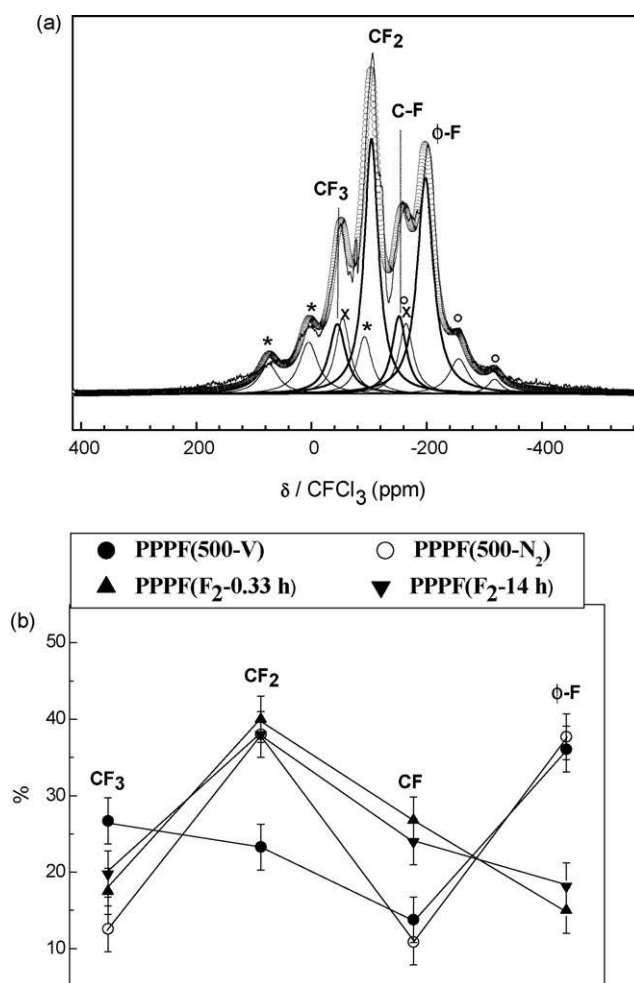 (a)
CF₂
C-F
ϕ-F
CF₃
* * x * o x o o
400 200 0 -200 -400
δ / CFCl₃ (ppm)
● PPPF(500-V) ○ PPPF(500-N₂)
▲ PPPF(F₂-0.33 h) ▼ PPPF(F₂-14 h)
(b)
50
CF₂
ϕ-F
40
CF₃
CF
30
%
20
10